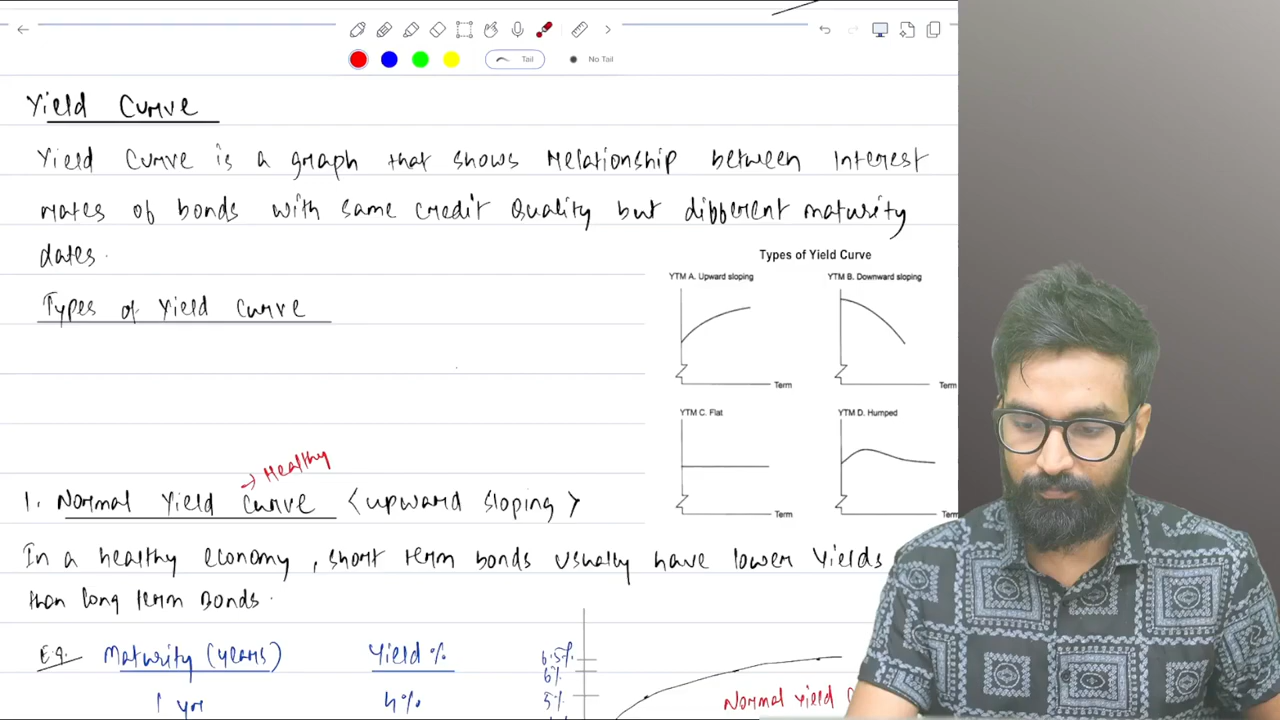 Tail
No Tail
Yield Curve
Yield Curve is a graph that shows Relationship between Interest
rates of bonds with same credit Quality but different maturity
dates.
Types of Yield Curve
Types of Yield Curve
YTM A. Upward sloping
YTM B. Downward sloping
Term
Term
YTM C. Flat
YTM D. Humped
Term
Term
→ Healthy
1. Normal Yield Curve <upward sloping>
In a healthy economy, short term bonds usually have lower Yields
than long term Bonds.
E.g. Maturity (years) Yield %
1 yr 4%
6.5%
6%
5%
Normal yield